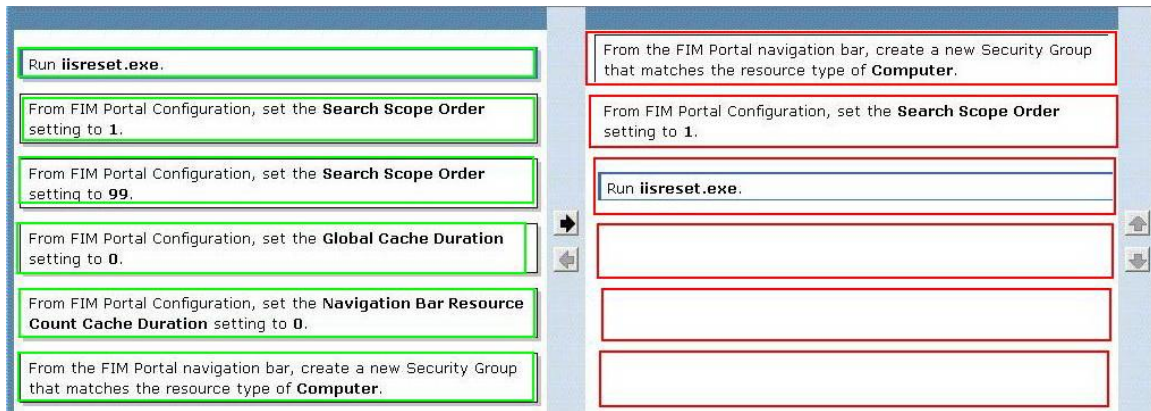 Run iisreset.exe.
From FIM Portal Configuration, set the Search Scope Order
setting to 1.
From FIM Portal Configuration, set the Search Scope Order
setting to 99.
From FIM Portal Configuration, set the Global Cache Duration
setting to 0.
From FIM Portal Configuration, set the Navigation Bar Resource
Count Cache Duration setting to 0.
From the FIM Portal navigation bar, create a new Security Group
that matches the resource type of Computer.
From the FIM Portal navigation bar, create a new Security Group
that matches the resource type of Computer.
From FIM Portal Configuration, set the Search Scope Order
setting to 1.
Run iisreset.exe.